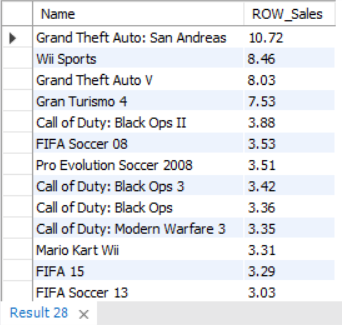 Name ROW_Sales
Grand Theft Auto: San Andreas 10.72
Wii Sports 8.46
Grand Theft Auto V 8.03
Gran Turismo 4 7.53
Call of Duty: Black Ops II 3.88
FIFA Soccer 08 3.53
Pro Evolution Soccer 2008 3.51
Call of Duty: Black Ops 3 3.42
Call of Duty: Black Ops 3.36
Call of Duty: Modern Warfare 3 3.35
Mario Kart Wii 3.31
FIFA 15 3.29
FIFA Soccer 13 3.03
Result 28